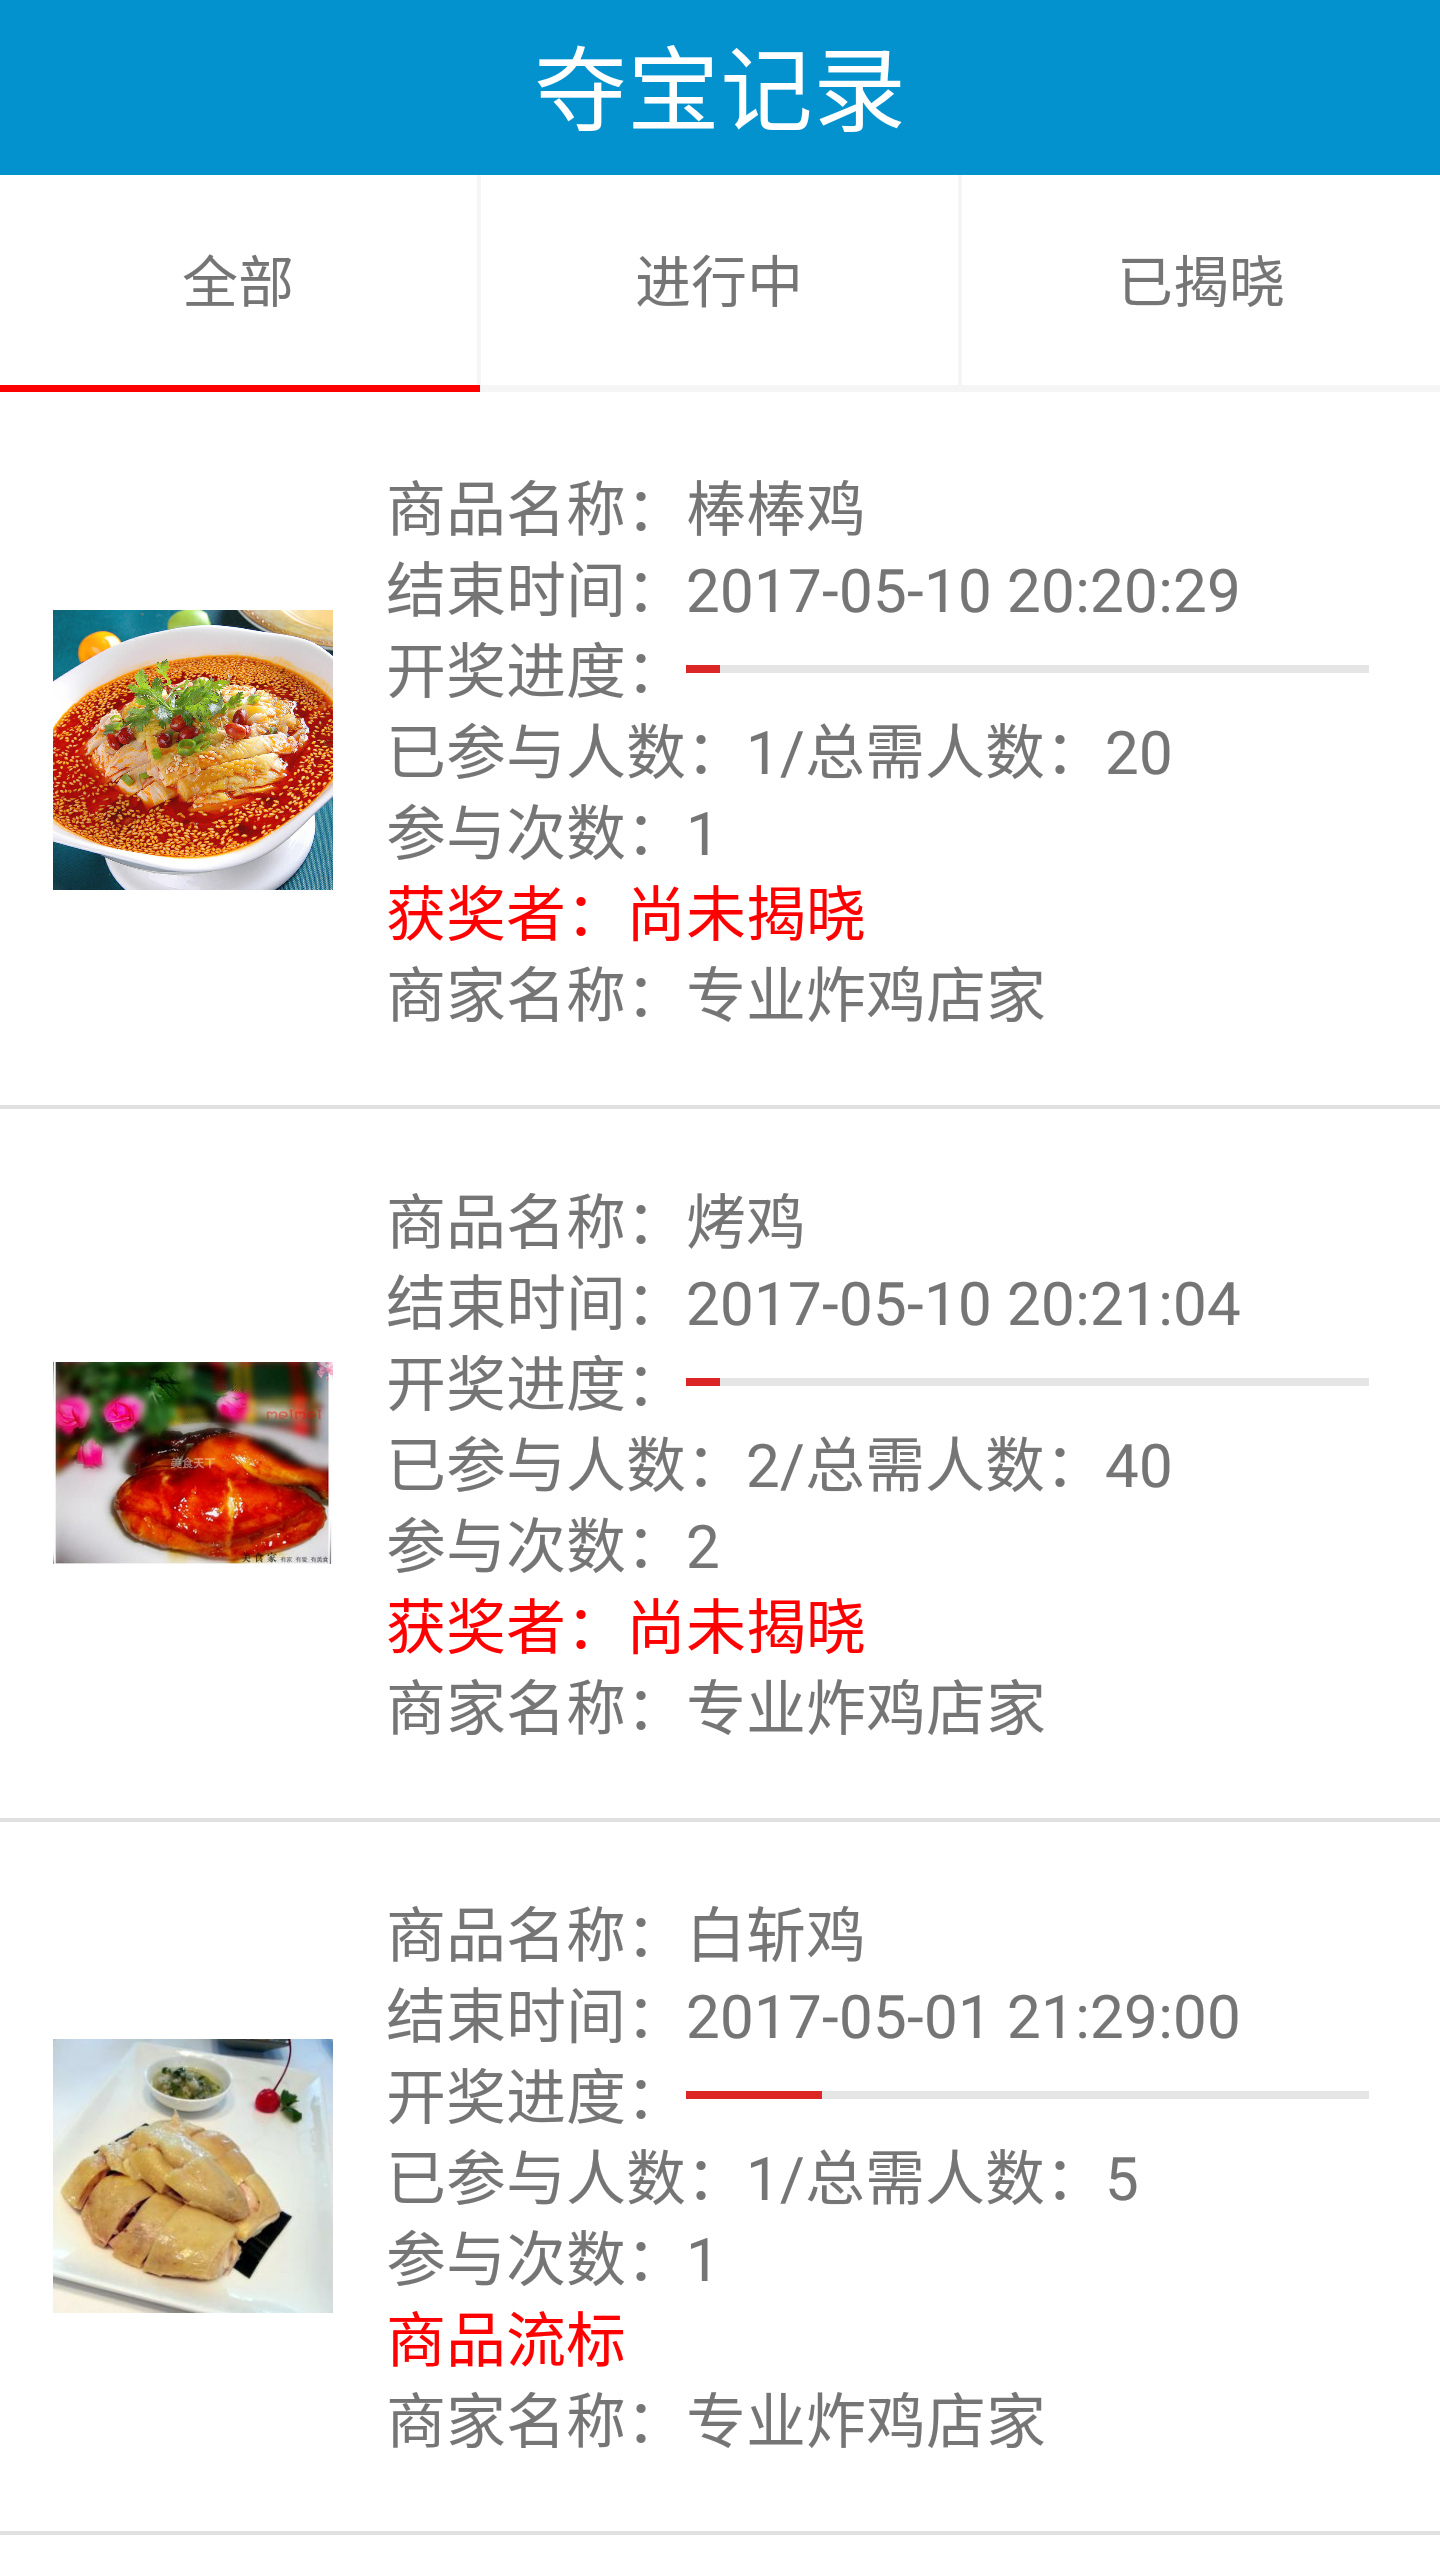 夺宝记录
全部
进行中
已揭晓
商品名称：棒棒鸡
结束时间：2017-05-10 20:20:29
开奖进度：
已参与人数：1/总需人数：20
参与次数：1
获奖者：尚未揭晓
商家名称：专业炸鸡店家
商品名称：烤鸡
结束时间：2017-05-10 20:21:04
开奖进度：
已参与人数：2/总需人数：40
参与次数：2
获奖者：尚未揭晓
商家名称：专业炸鸡店家
meimei
美食天下
商品名称：白斩鸡
结束时间：2017-05-01 21:29:00
开奖进度：
已参与人数：1/总需人数：5
参与次数：1
商品流标
商家名称：专业炸鸡店家